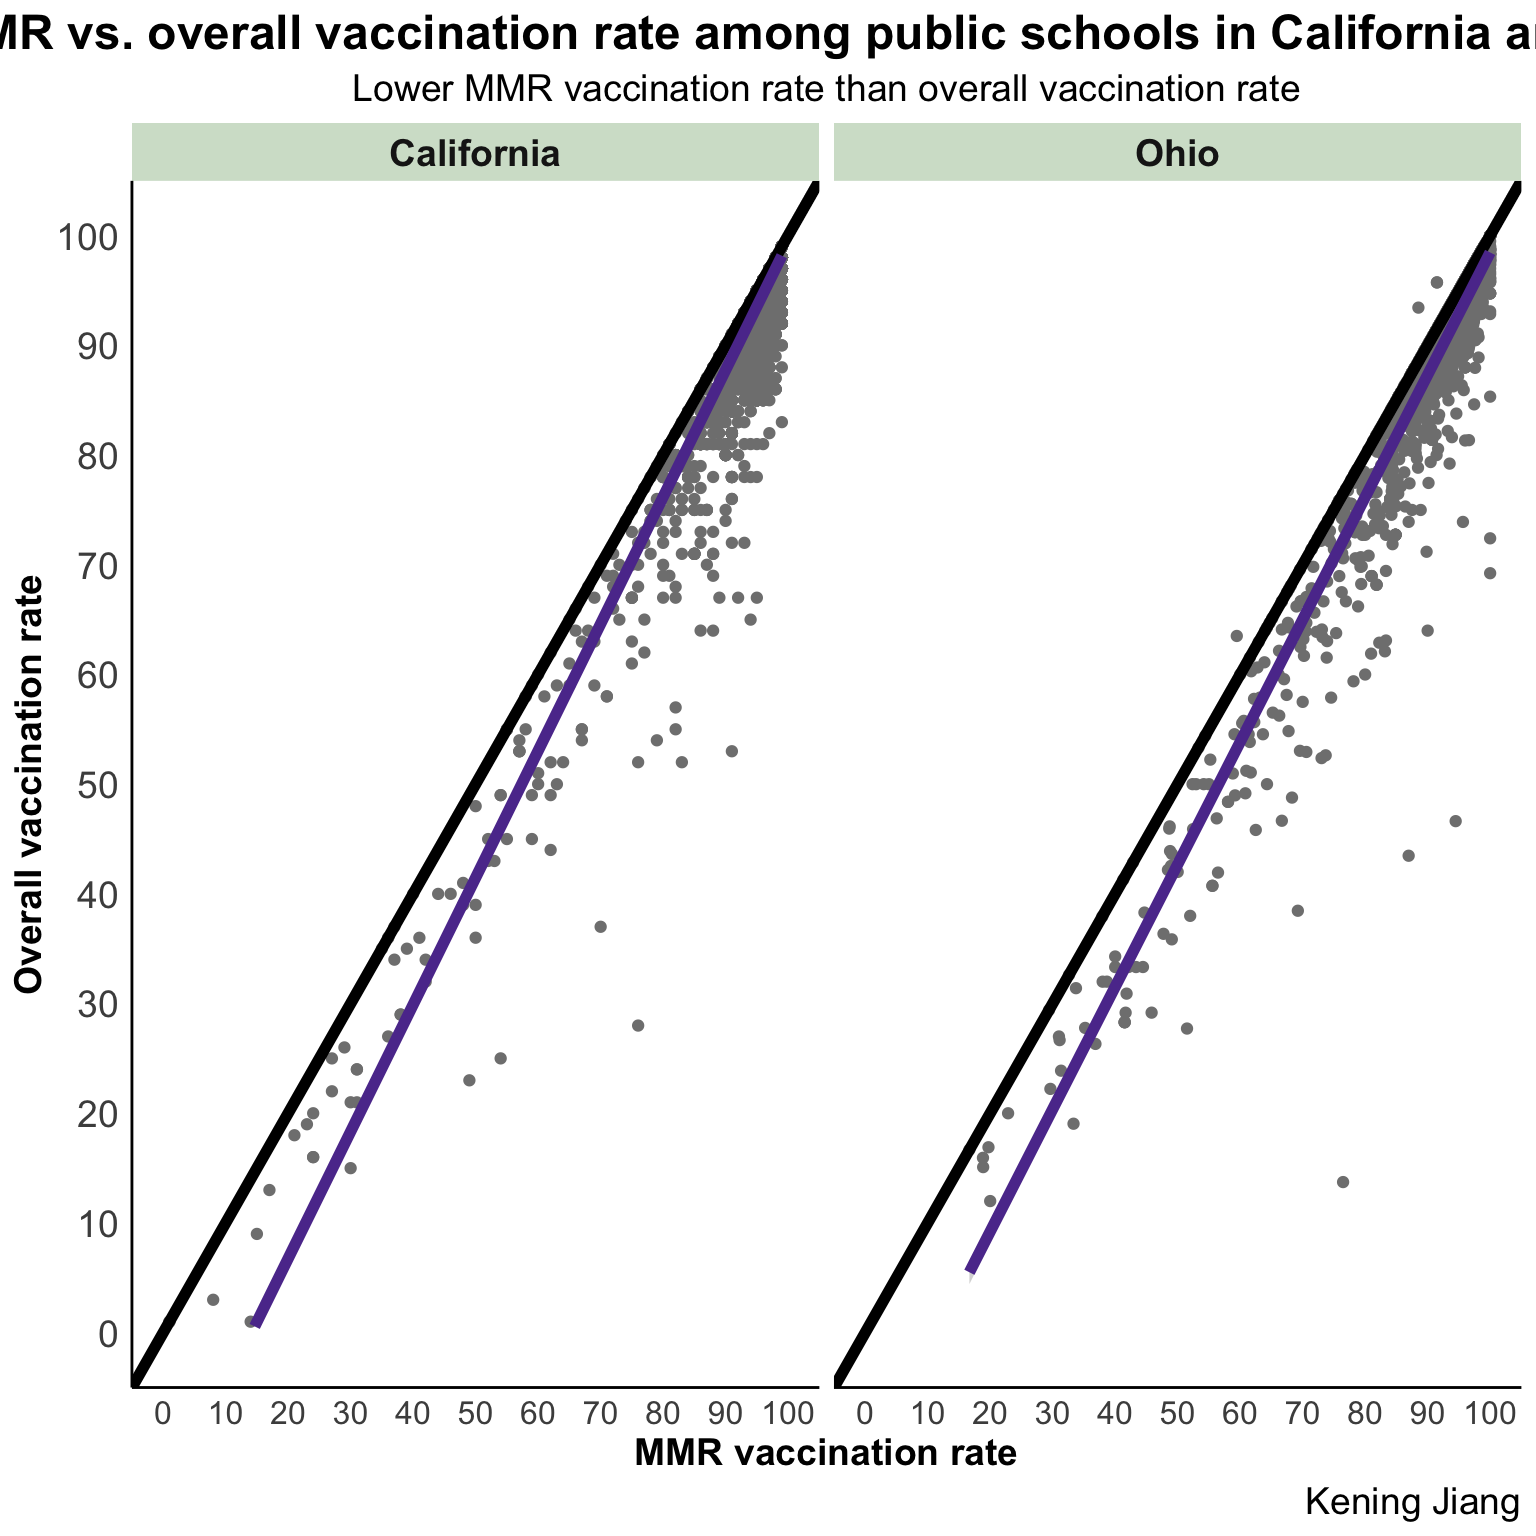 MR vs. overall vaccination rate among public schools in California a
Lower MMR vaccination rate than overall vaccination rate
California
Ohio
100
90
80
70
60
50
40
30
20
10
0
Overall vaccination rate
0 10 20 30 40 50 60 70 80 90 100
0 10 20 30 40 50 60 70 80 90 100
MMR vaccination rate
Kening Jiang